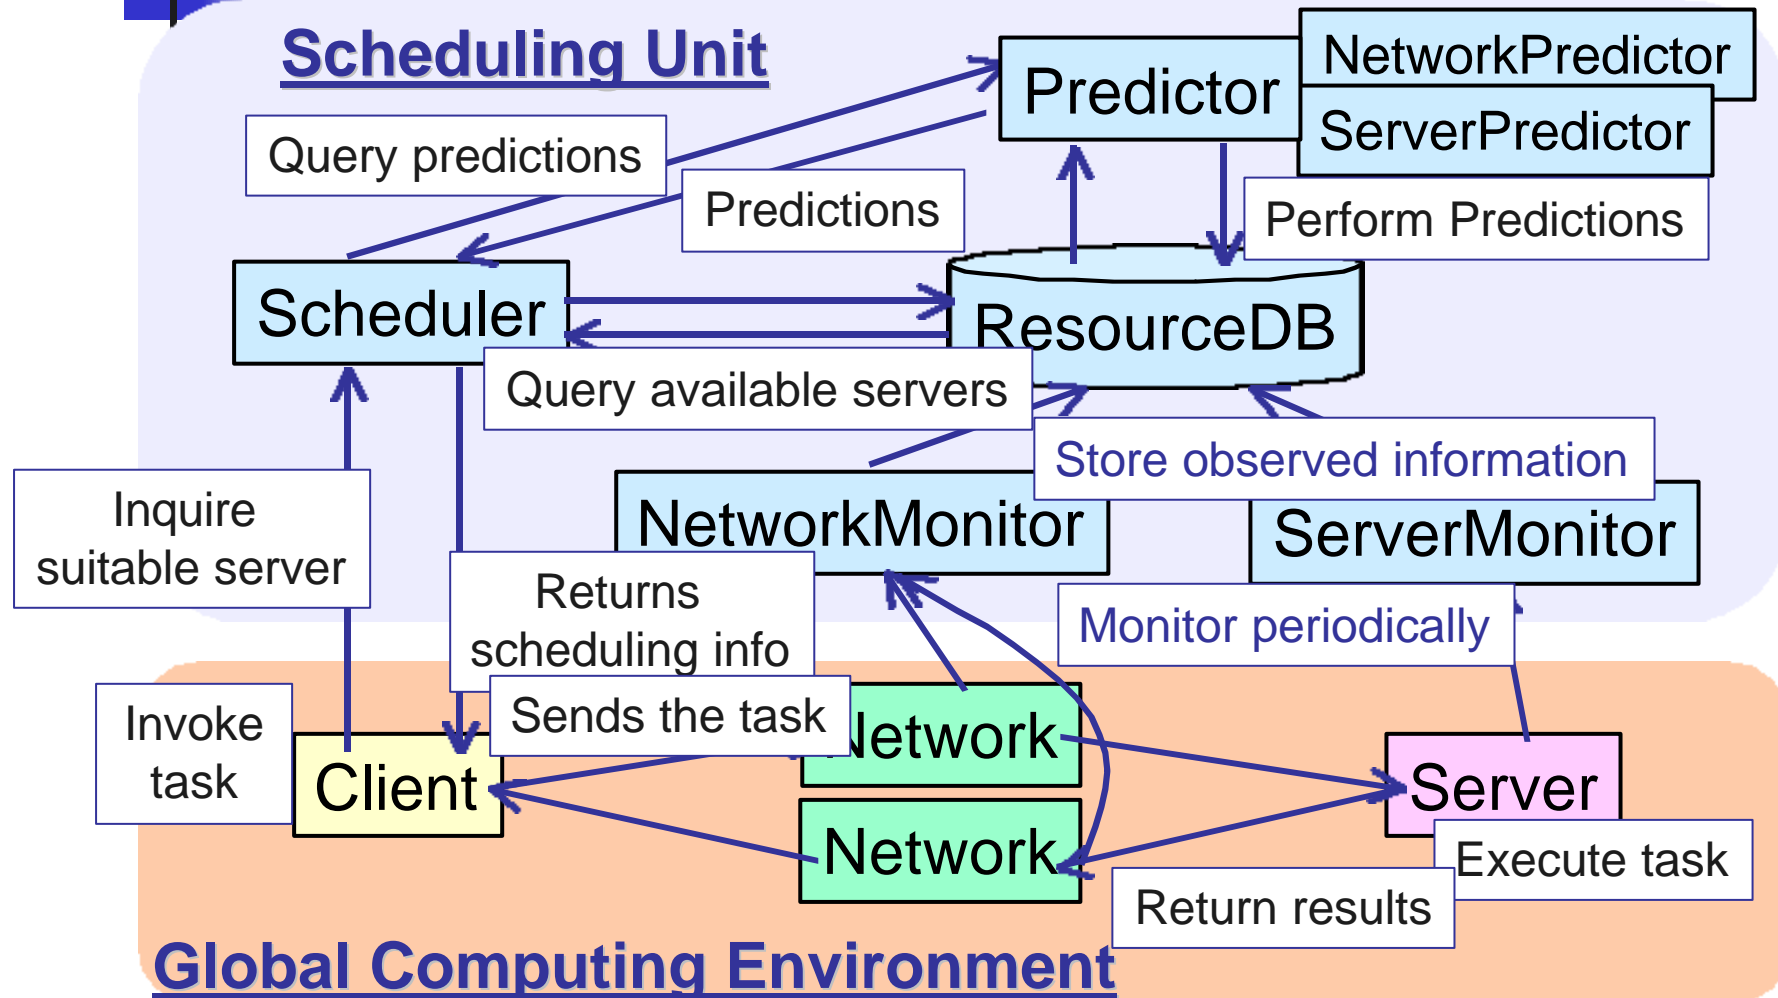 Scheduling Unit
NetworkPredictor
Predictor
ServerPredictor
Query predictions
Predictions
Perform Predictions
Scheduler
ResourceDB
Query available servers
Store observed information
Inquire
suitable server
NetworkMonitor
ServerMonitor
Returns
scheduling info
Monitor periodically
Invoke
task
Sends the task
Network
Client
Server
Network
Execute task
Return results
Global Computing Environment